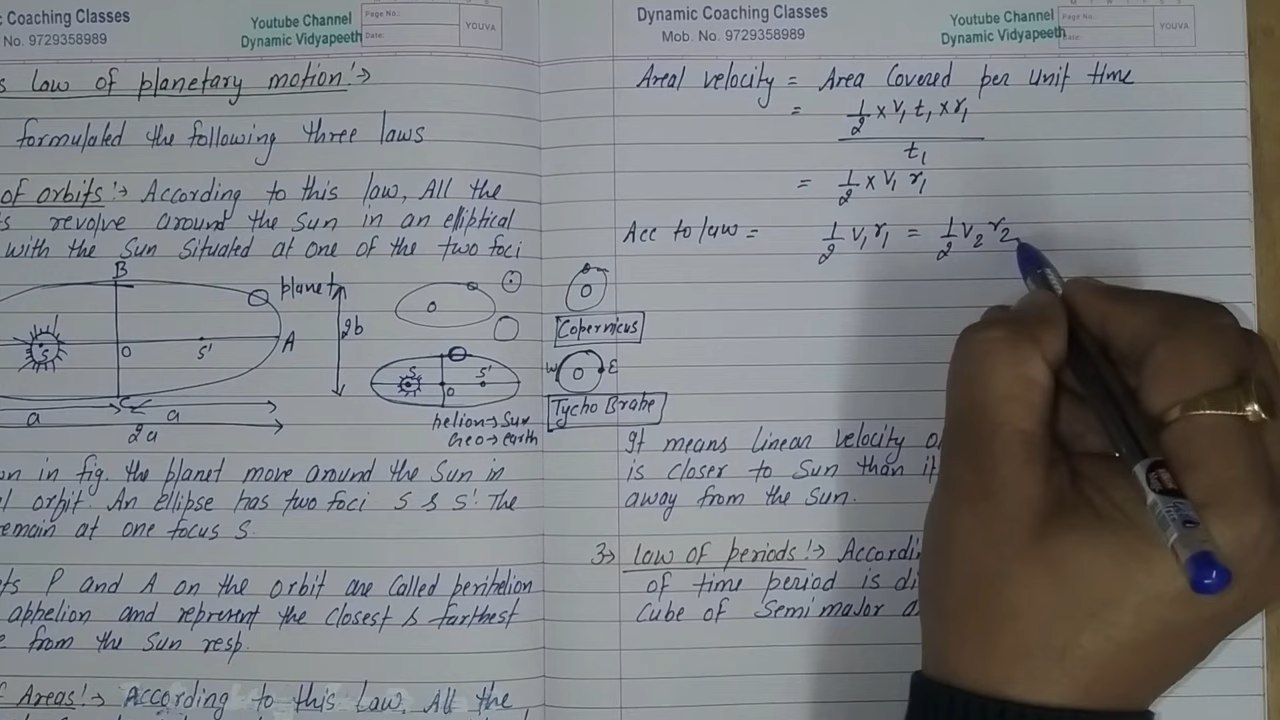 c Coaching Classes
No. 9729358989
Youtube Channel
Dynamic Vidyapeeth
Page No.:
Date:
YOUVA
s Law of planetary motion:→
formulated the following three laws
of orbits:→ According to this law, All the
s revolve around the Sun in an elliptical
with the Sun Situated at one of the two foci
B
planet
S
O
S'
A
2b
a
a
2a
S
O
S'
helion→Sun
Geo→earth
Copernicus
W
E
Tycho Brahe
on in fig. the planet move around the Sun in
al orbit. An ellipse has two foci S & S'. The
remain at one focus S.
ts P and A on the orbit are called perihelion
aphelion and represent the closest & farthest
e from the Sun resp.
f Areas:→ According to this Law, All the
Dynamic Coaching Classes
Mob. No. 9729358989
Youtube Channel
Dynamic Vidyapeeth
Page No.:
Date:
YOUVA
Areal velocity = Area Covered per unit time
= 1/2 × V₁ t₁ × r₁ / t₁
= 1/2 × V₁ r₁
Acc to law = 1/2 V₁ r₁ = 1/2 V₂ r₂
It means linear velocity o
is closer to Sun than if
away from the Sun.
3→ Law of periods:→ Accordi
of time period is di
Cube of Semi major a